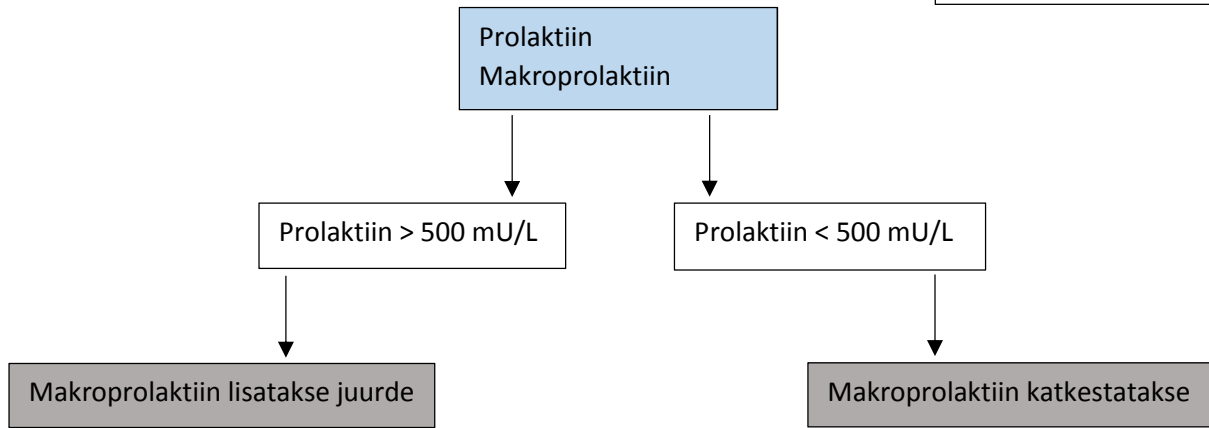 Prolaktiin
Makroprolaktiin
Prolaktiin > 500 mU/L
Prolaktiin < 500 mU/L
Makroprolaktiin lisatakse juurde
Makroprolaktiin katkestatakse